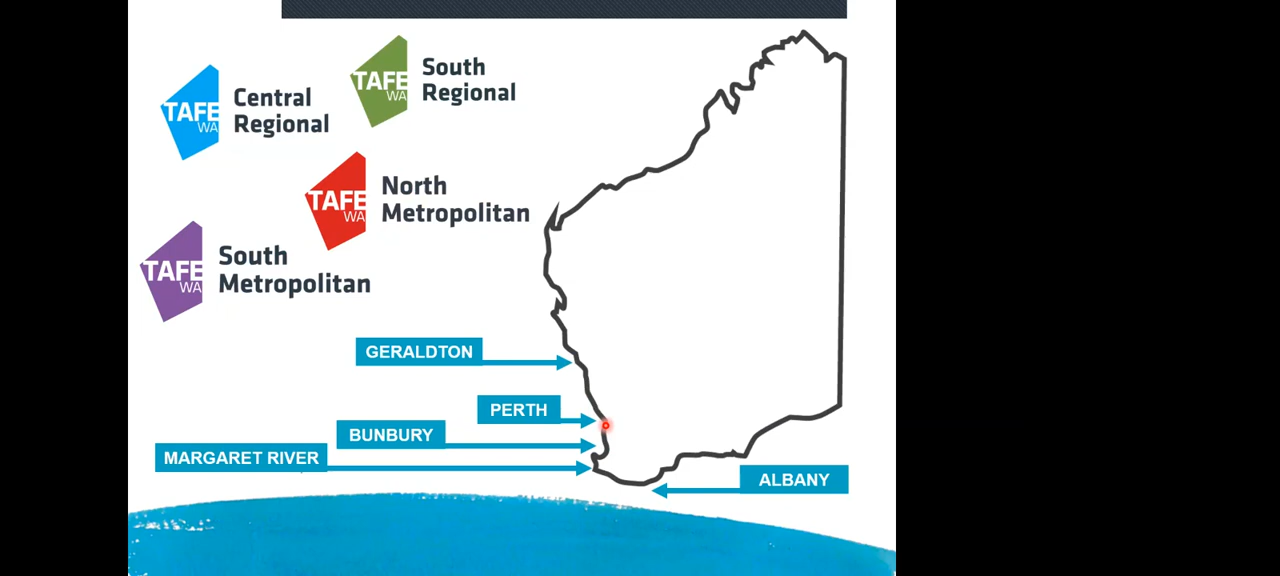 TAFE
WA
South
Regional
TAFE
WA
Central
Regional
TAFE
WA
North
Metropolitan
TAFE
WA
South
Metropolitan
GERALDTON
PERTH
BUNBURY
MARGARET RIVER
ALBANY